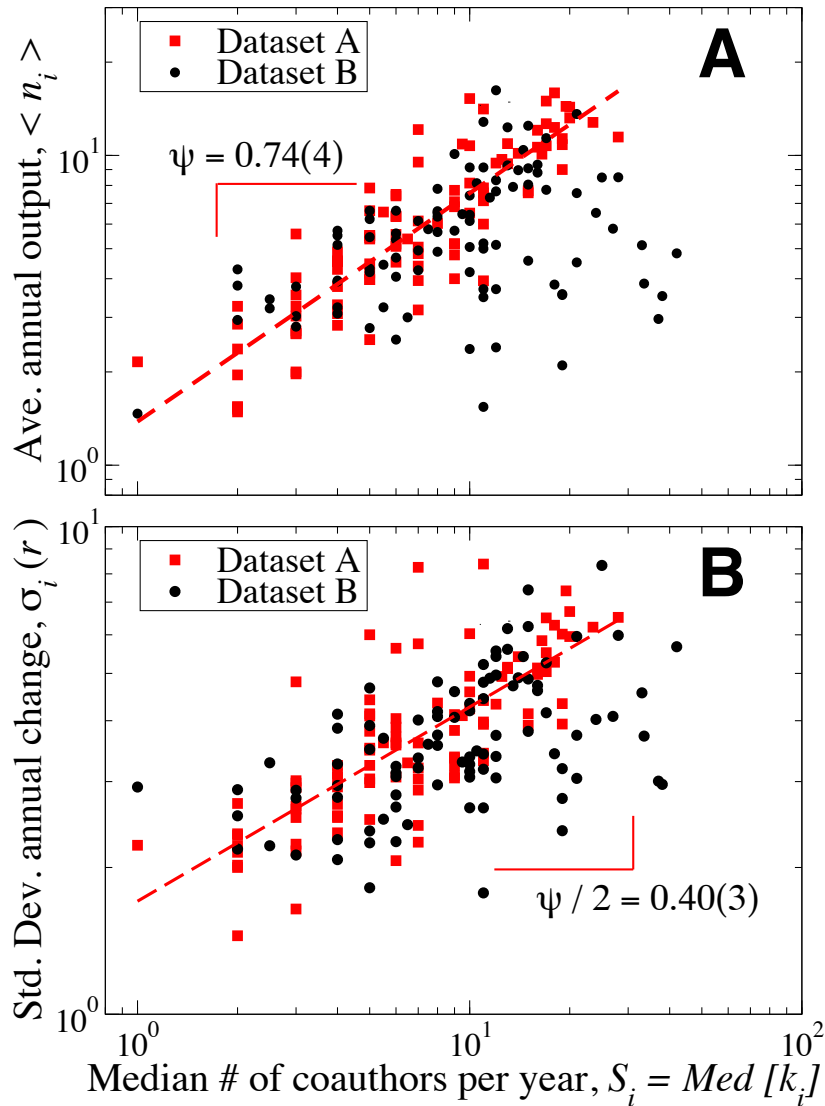 Dataset A
Dataset B
A
ψ = 0.74(4)
Ave. annual output, < n_i >
10^1
10^0
Dataset A
Dataset B
B
ψ / 2 = 0.40(3)
Std. Dev. annual change, σ_i (r)
10^1
10^0
10^0
10^1
10^2
Median # of coauthors per year, S_i = Med [k_i]